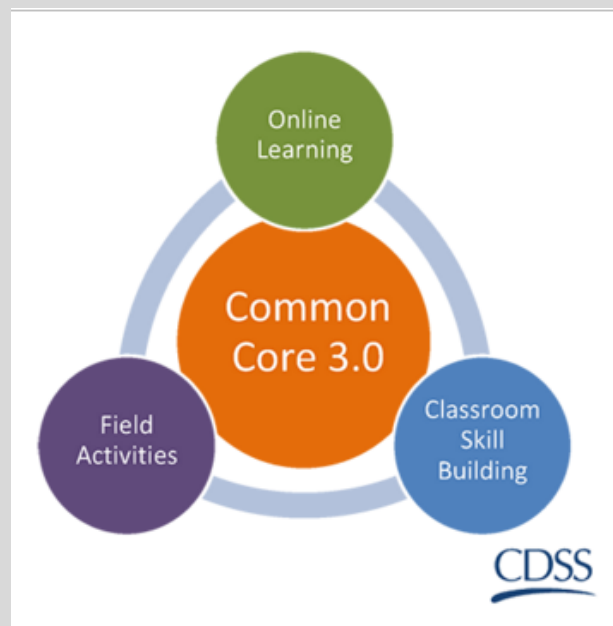 Online
Learning
Common
Core 3.0
Field
Activities
Classroom
Skill
Building
CDSS